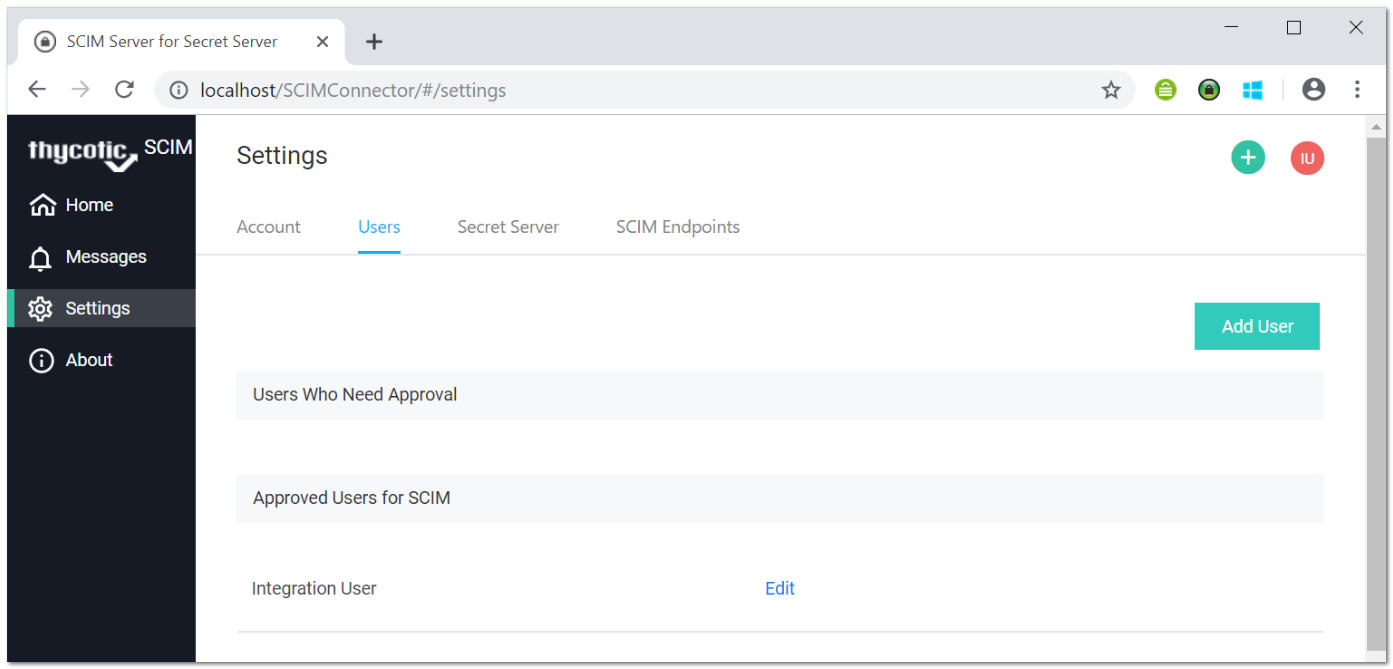 SCIM Server for Secret Server
localhost/SCIMConnector/#/settings
thycotic SCIM
Settings
IU
Home
Messages
Settings
About
Account Users Secret Server SCIM Endpoints
Add User
Users Who Need Approval
Approved Users for SCIM
Integration User Edit